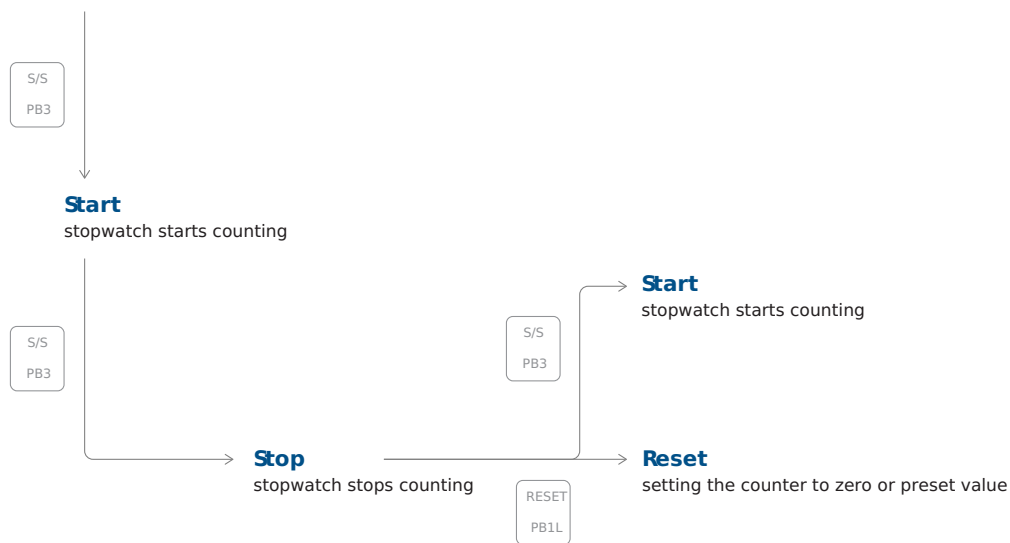 S/S
PB3
Start
stopwatch starts counting
S/S
PB3
Start
stopwatch starts counting
S/S
PB3
Stop
stopwatch stops counting
Reset
setting the counter to zero or preset value
RESET
PB1L